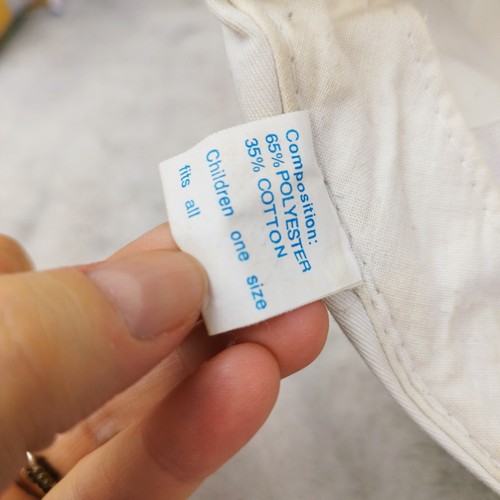 Composition:
65% POLYESTER
35% COTTON
Children one size
fits all